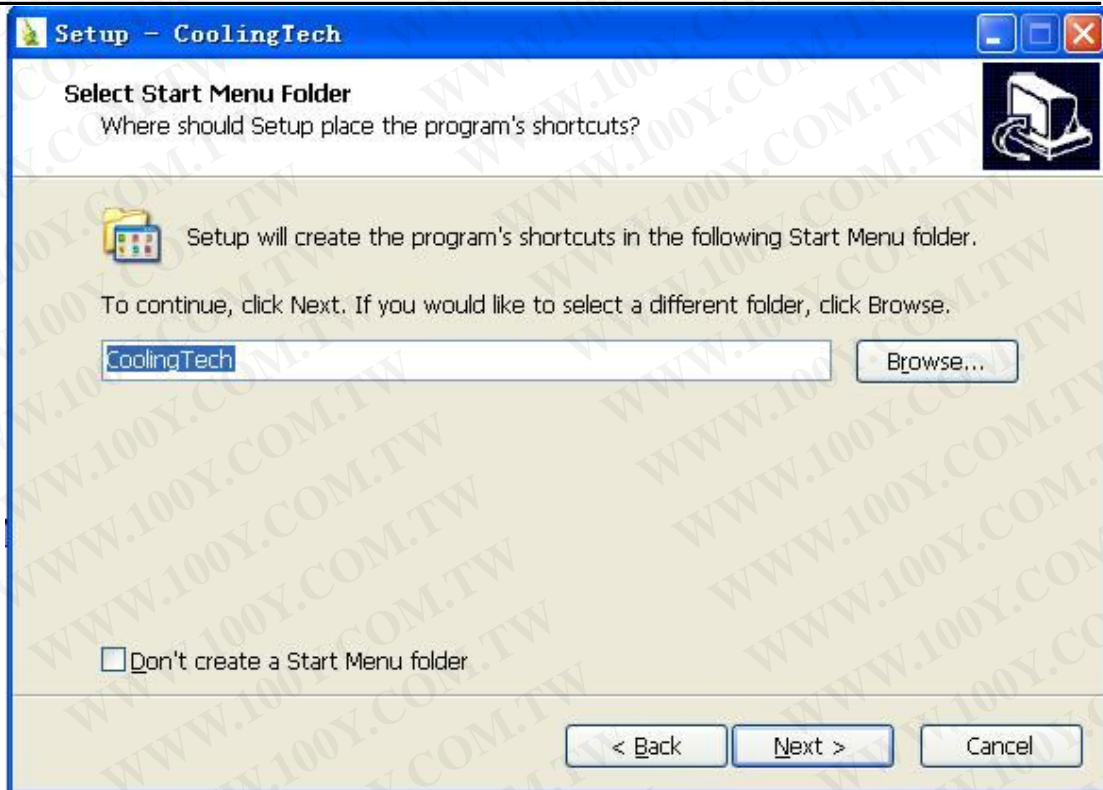 Setup - CoolingTech
Select Start Menu Folder
Where should Setup place the program's shortcuts?
Setup will create the program's shortcuts in the following Start Menu folder.
To continue, click Next. If you would like to select a different folder, click Browse.
CoolingTech
Browse...
Don't create a Start Menu folder
< Back
Next >
Cancel
WWW.100Y.COM.TW